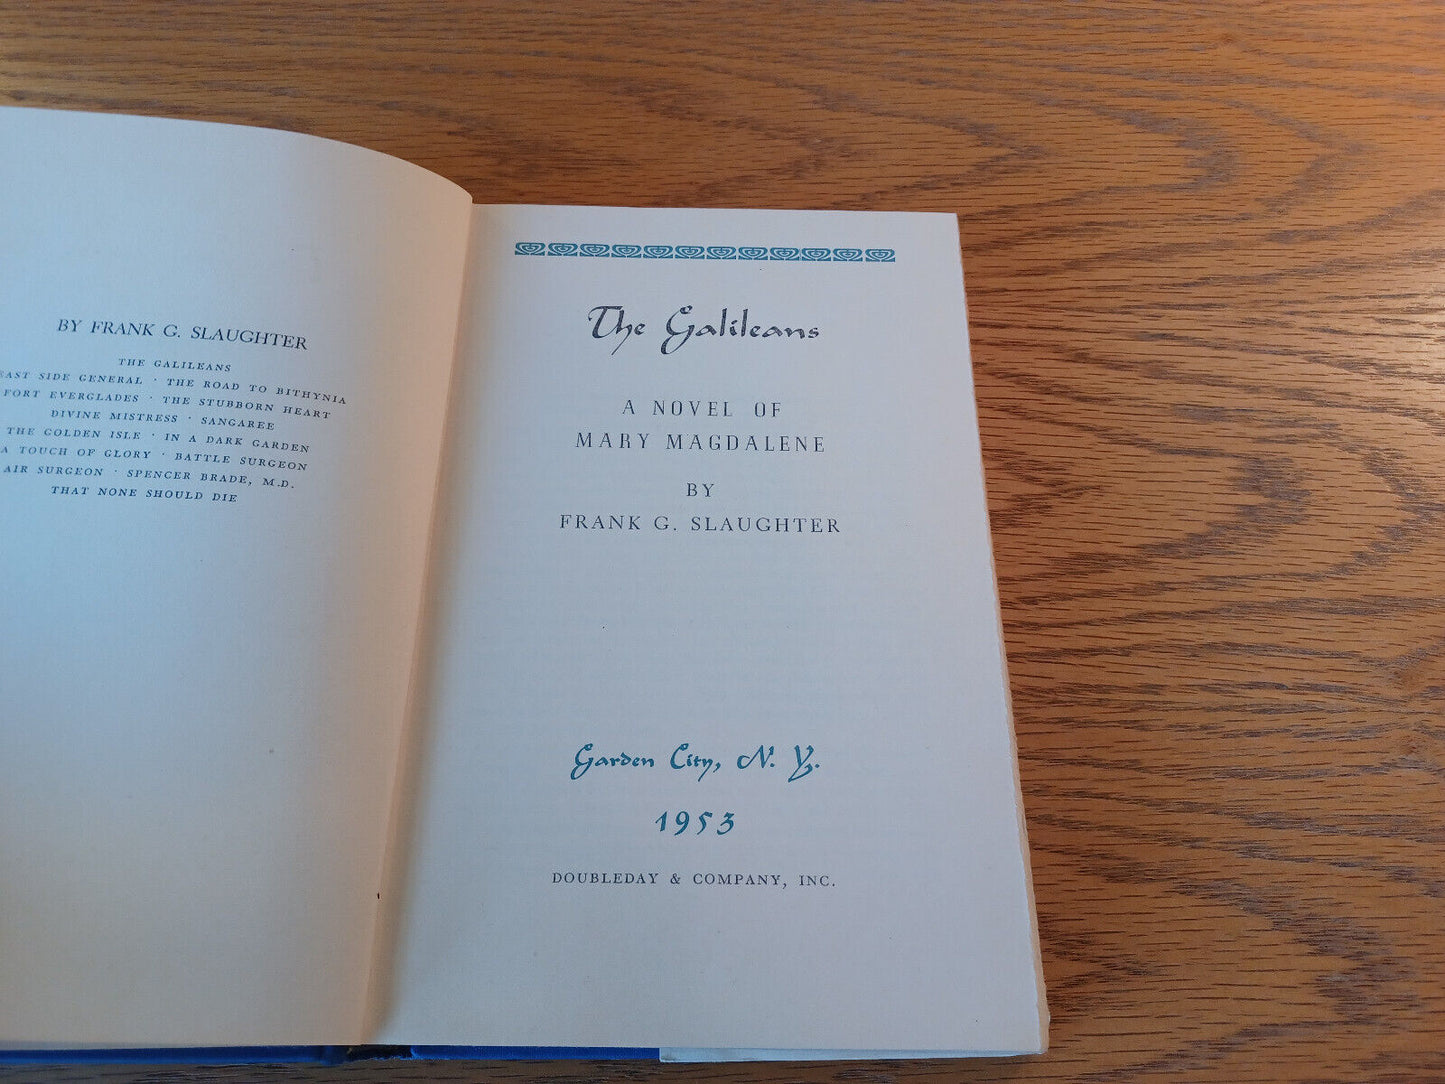 BY FRANK G. SLAUGHTER
THE GALILEANS
EAST SIDE GENERAL · THE ROAD TO BITHYNIA
FORT EVERGLADES · THE STUBBORN HEART
DIVINE MISTRESS · SANGAREE
THE GOLDEN ISLE · IN A DARK GARDEN
A TOUCH OF GLORY · BATTLE SURGEON
AIR SURGEON · SPENCER BRADE, M.D.
THAT NONE SHOULD DIE
The Galileans
A NOVEL OF
MARY MAGDALENE
BY
FRANK G. SLAUGHTER
Garden City, N. Y.
1953
DOUBLEDAY & COMPANY, INC.